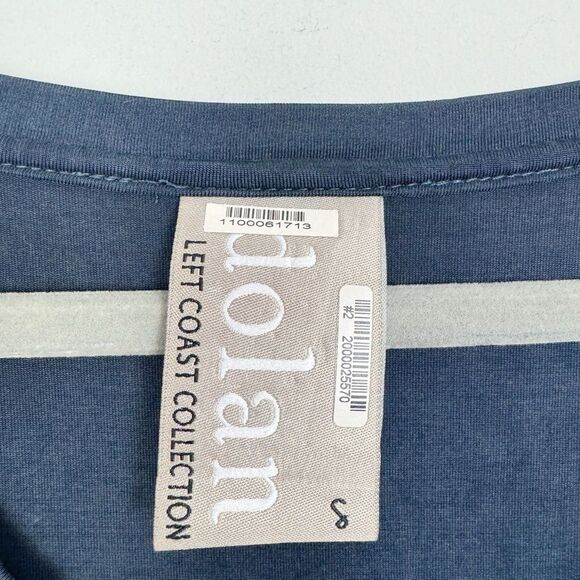 1100061713
dolan
LEFT COAST COLLECTION
#2
2000025570
S